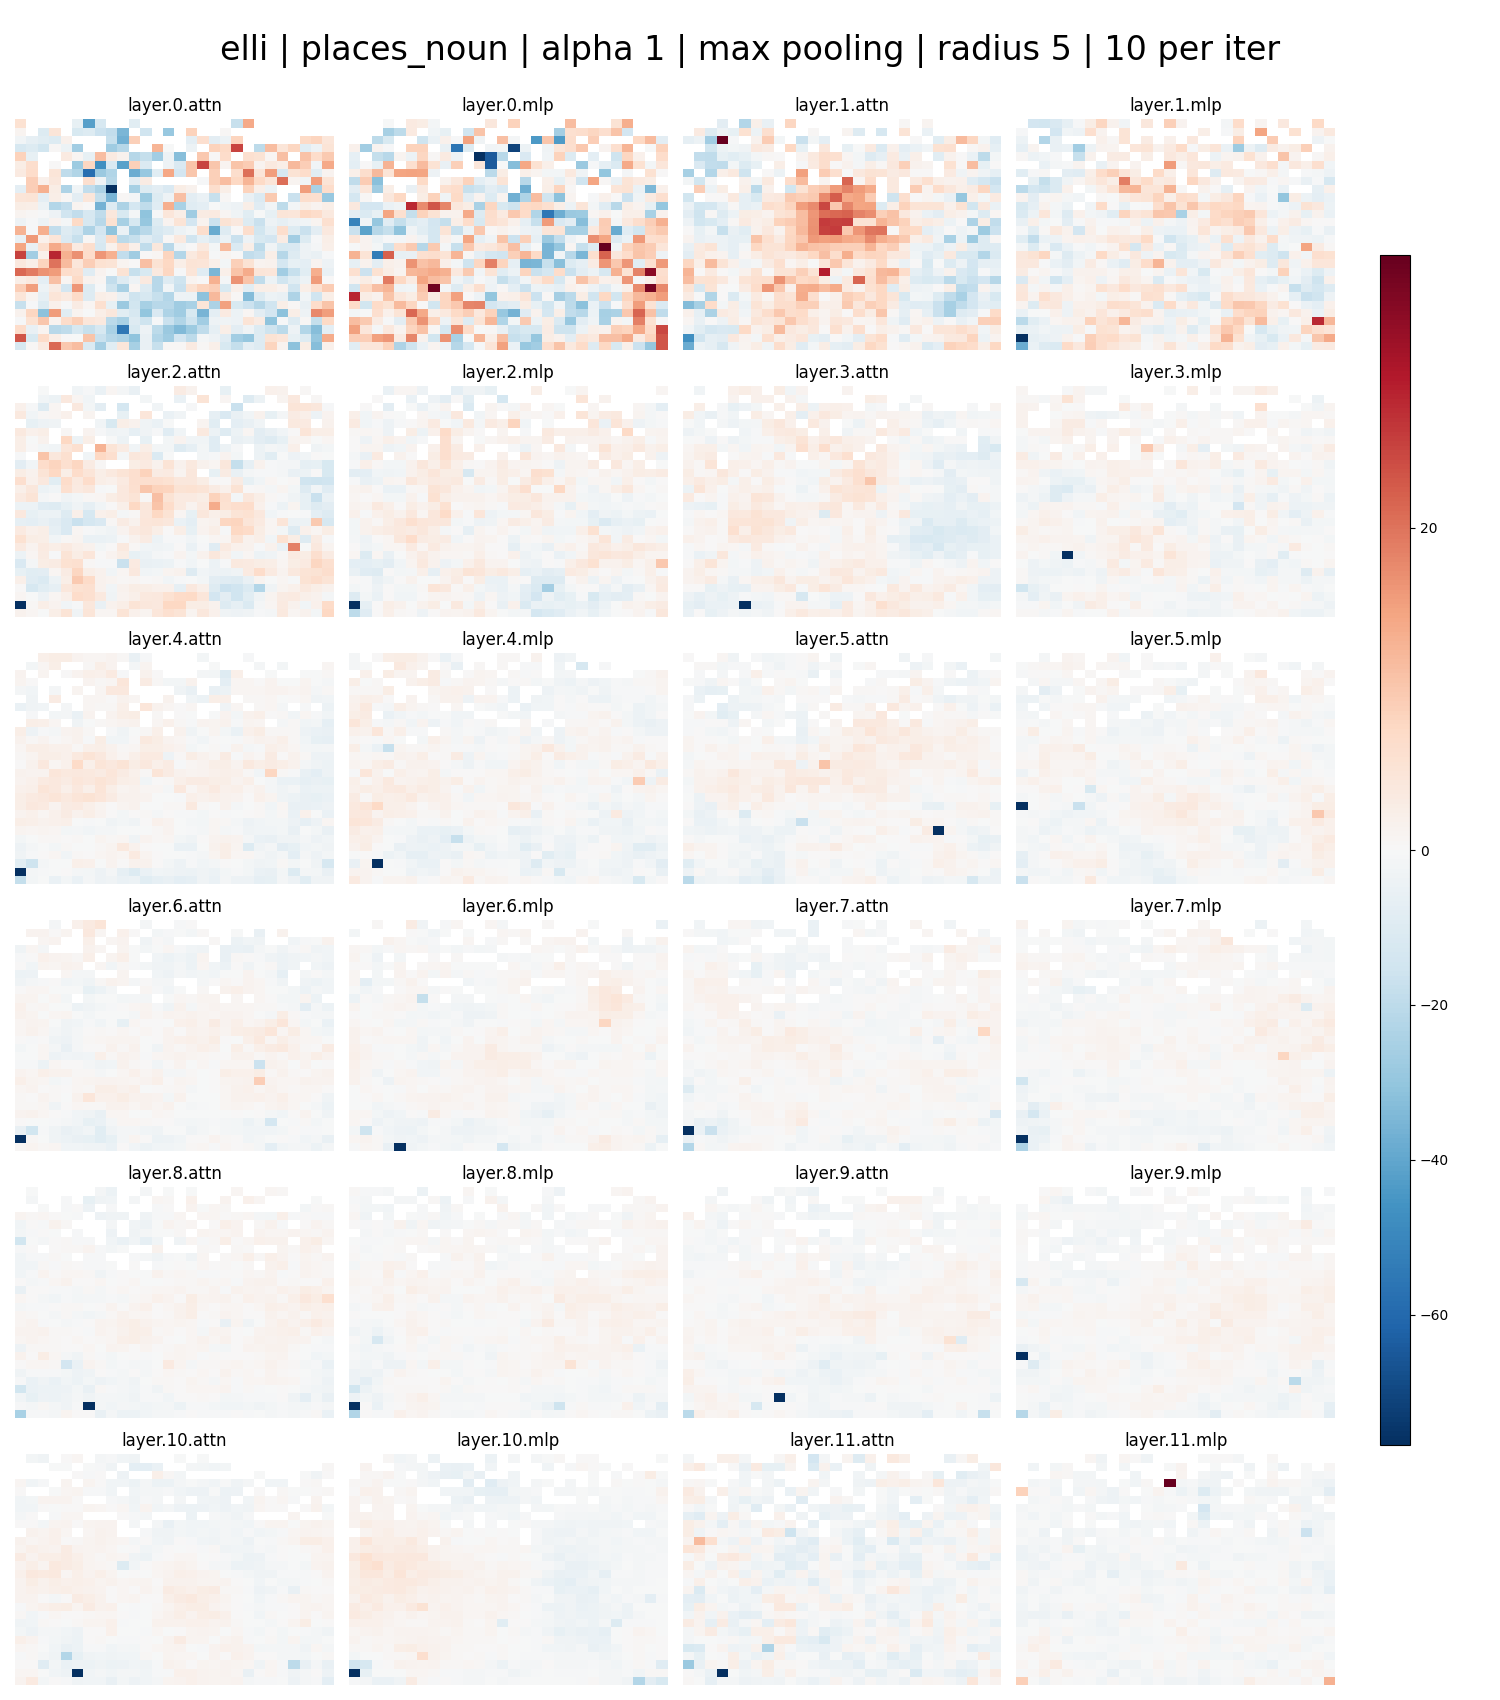 elli | places_noun | alpha 1 | max pooling | radius 5 | 10 per iter
layer.0.attn layer.0.mlp layer.1.attn layer.1.mlp
layer.2.attn layer.2.mlp layer.3.attn layer.3.mlp
layer.4.attn layer.4.mlp layer.5.attn layer.5.mlp
layer.6.attn layer.6.mlp layer.7.attn layer.7.mlp
layer.8.attn layer.8.mlp layer.9.attn layer.9.mlp
layer.10.attn layer.10.mlp layer.11.attn layer.11.mlp
20
0
−20
−40
−60